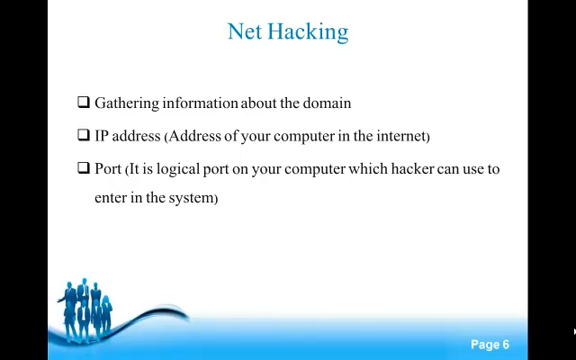 Net Hacking
❑ Gathering information about the domain
❑ IP address (Address of your computer in the internet)
❑ Port (It is logical port on your computer which hacker can use to
enter in the system)
Page 6